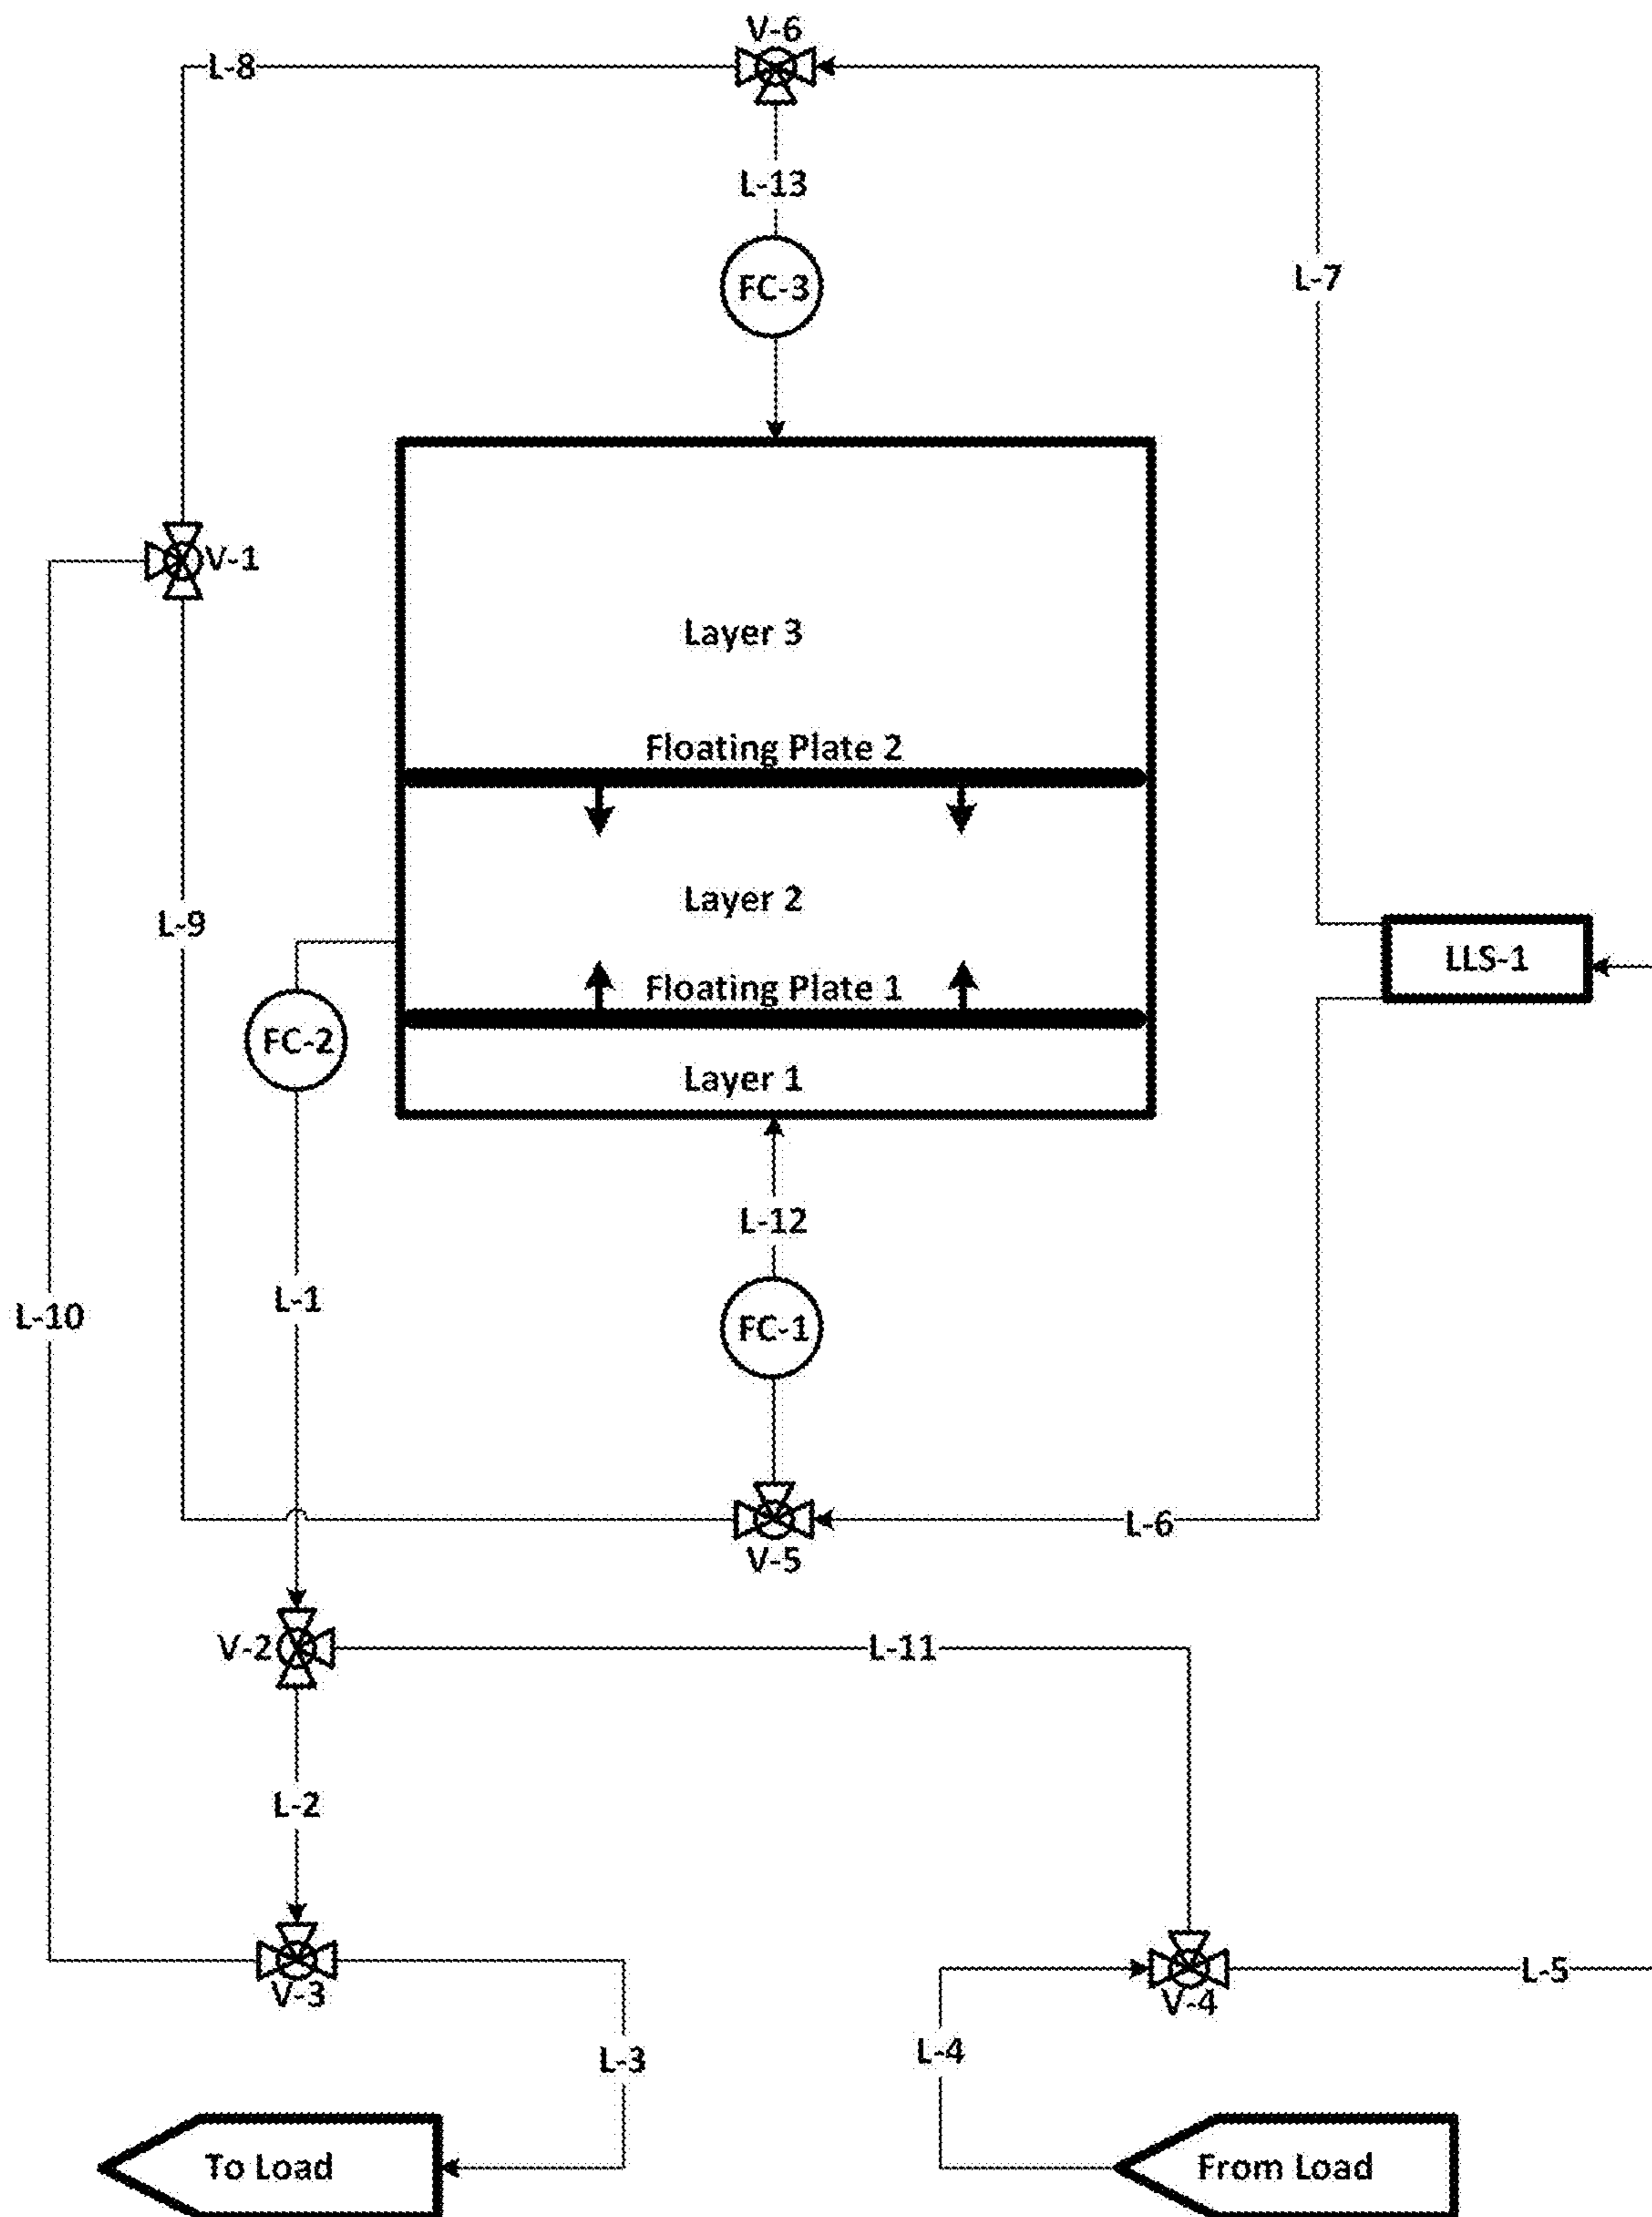 V-6
L-8
L-13
FC-3
L-7
V-1
Layer 3
Floating Plate 2
Layer 2
L-9
LLS-1
Floating Plate 1
FC-2
Layer 1
L-12
L-1
L-10
FC-1
L-6
V-5
V-2
L-11
L-2
V-3
L-5
V-4
L-3
L-4
To Load
From Load